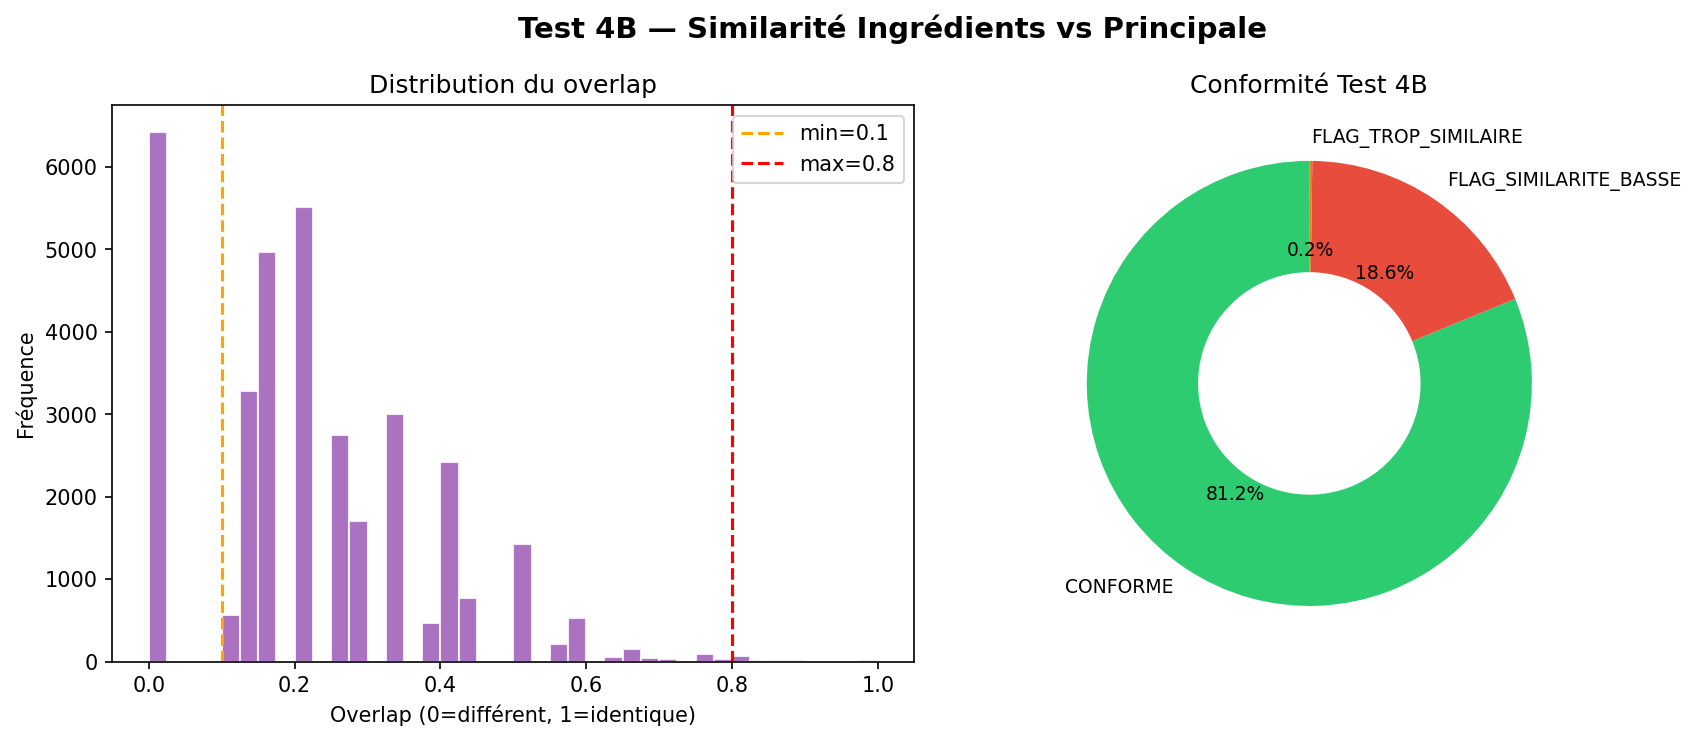 Test 4B — Similarité Ingrédients vs Principale
Distribution du overlap
min=0.1
max=0.8
6000
5000
4000
3000
2000
1000
0
Fréquence
0.0 0.2 0.4 0.6 0.8 1.0
Overlap (0=différent, 1=identique)
Conformité Test 4B
FLAG_TROP_SIMILAIRE
FLAG_SIMILARITE_BASSE
0.2%
18.6%
81.2%
CONFORME